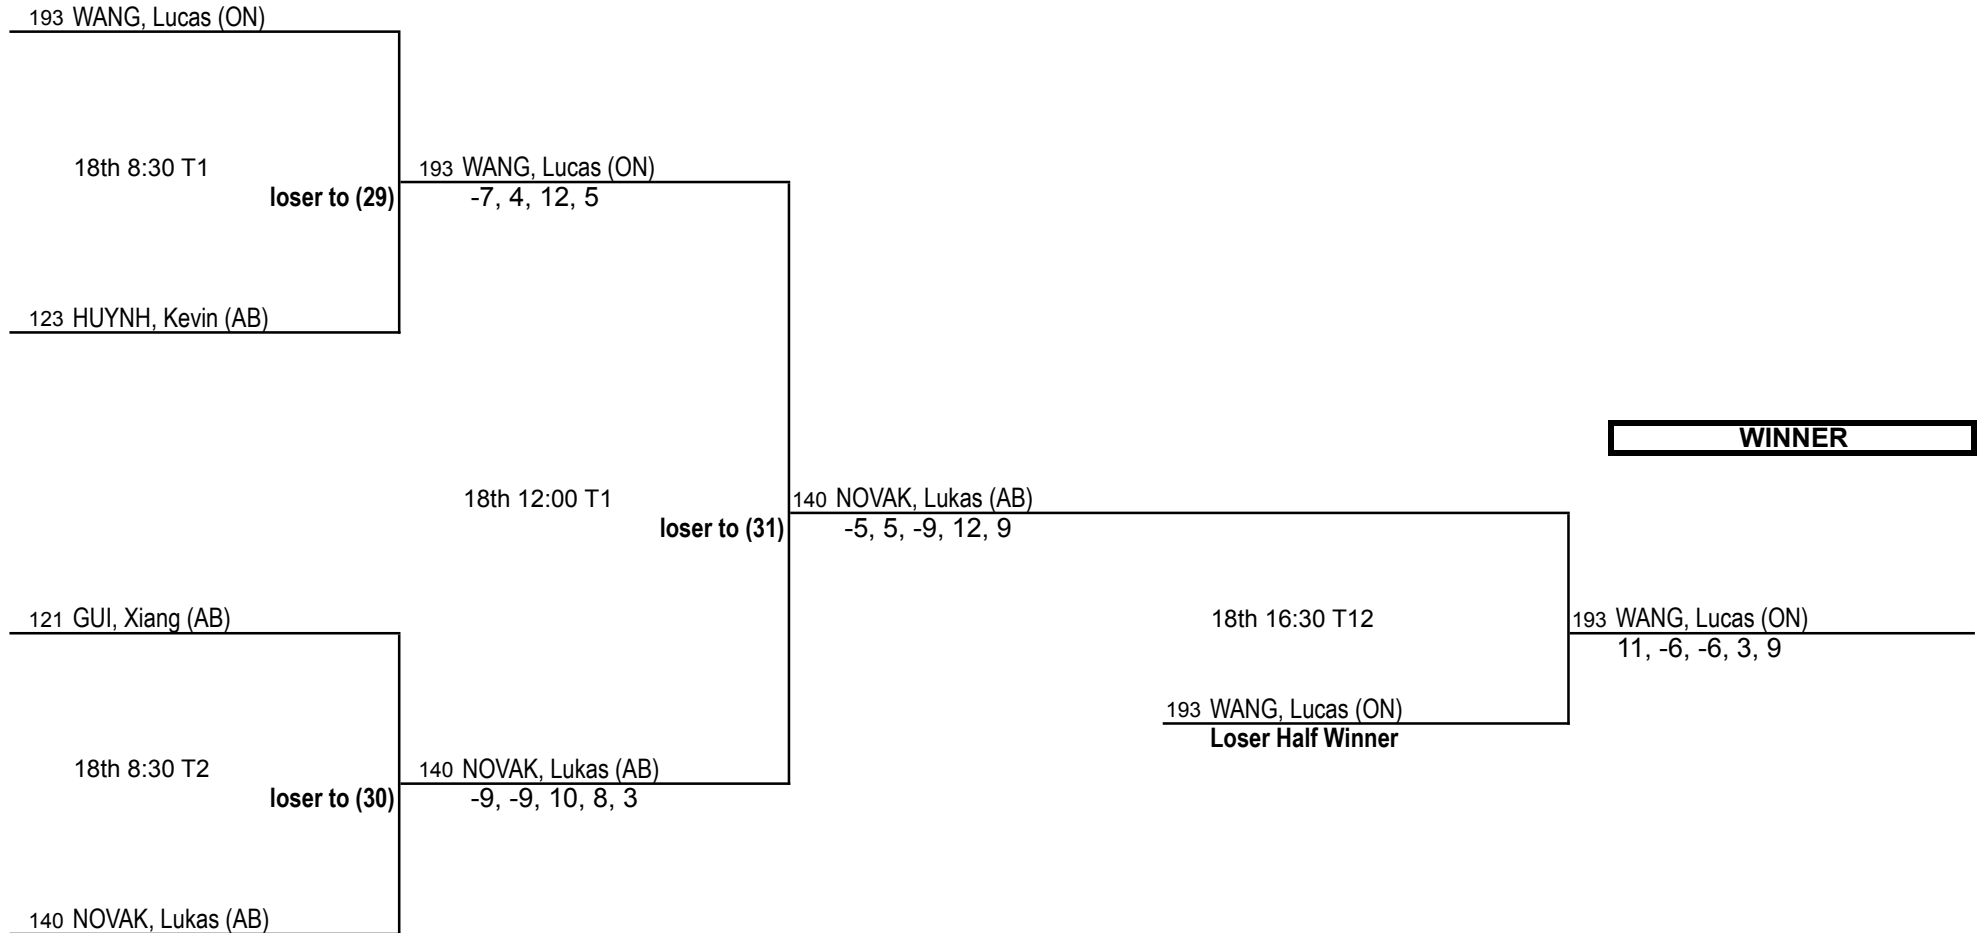 193 WANG, Lucas (ON)
18th 8:30 T1
loser to (29)
193 WANG, Lucas (ON)
-7, 4, 12, 5
123 HUYNH, Kevin (AB)
WINNER
18th 12:00 T1
loser to (31)
140 NOVAK, Lukas (AB)
-5, 5, -9, 12, 9
121 GUI, Xiang (AB)
18th 16:30 T12
193 WANG, Lucas (ON)
11, -6, -6, 3, 9
193 WANG, Lucas (ON)
Loser Half Winner
18th 8:30 T2
loser to (30)
140 NOVAK, Lukas (AB)
-9, -9, 10, 8, 3
140 NOVAK, Lukas (AB)